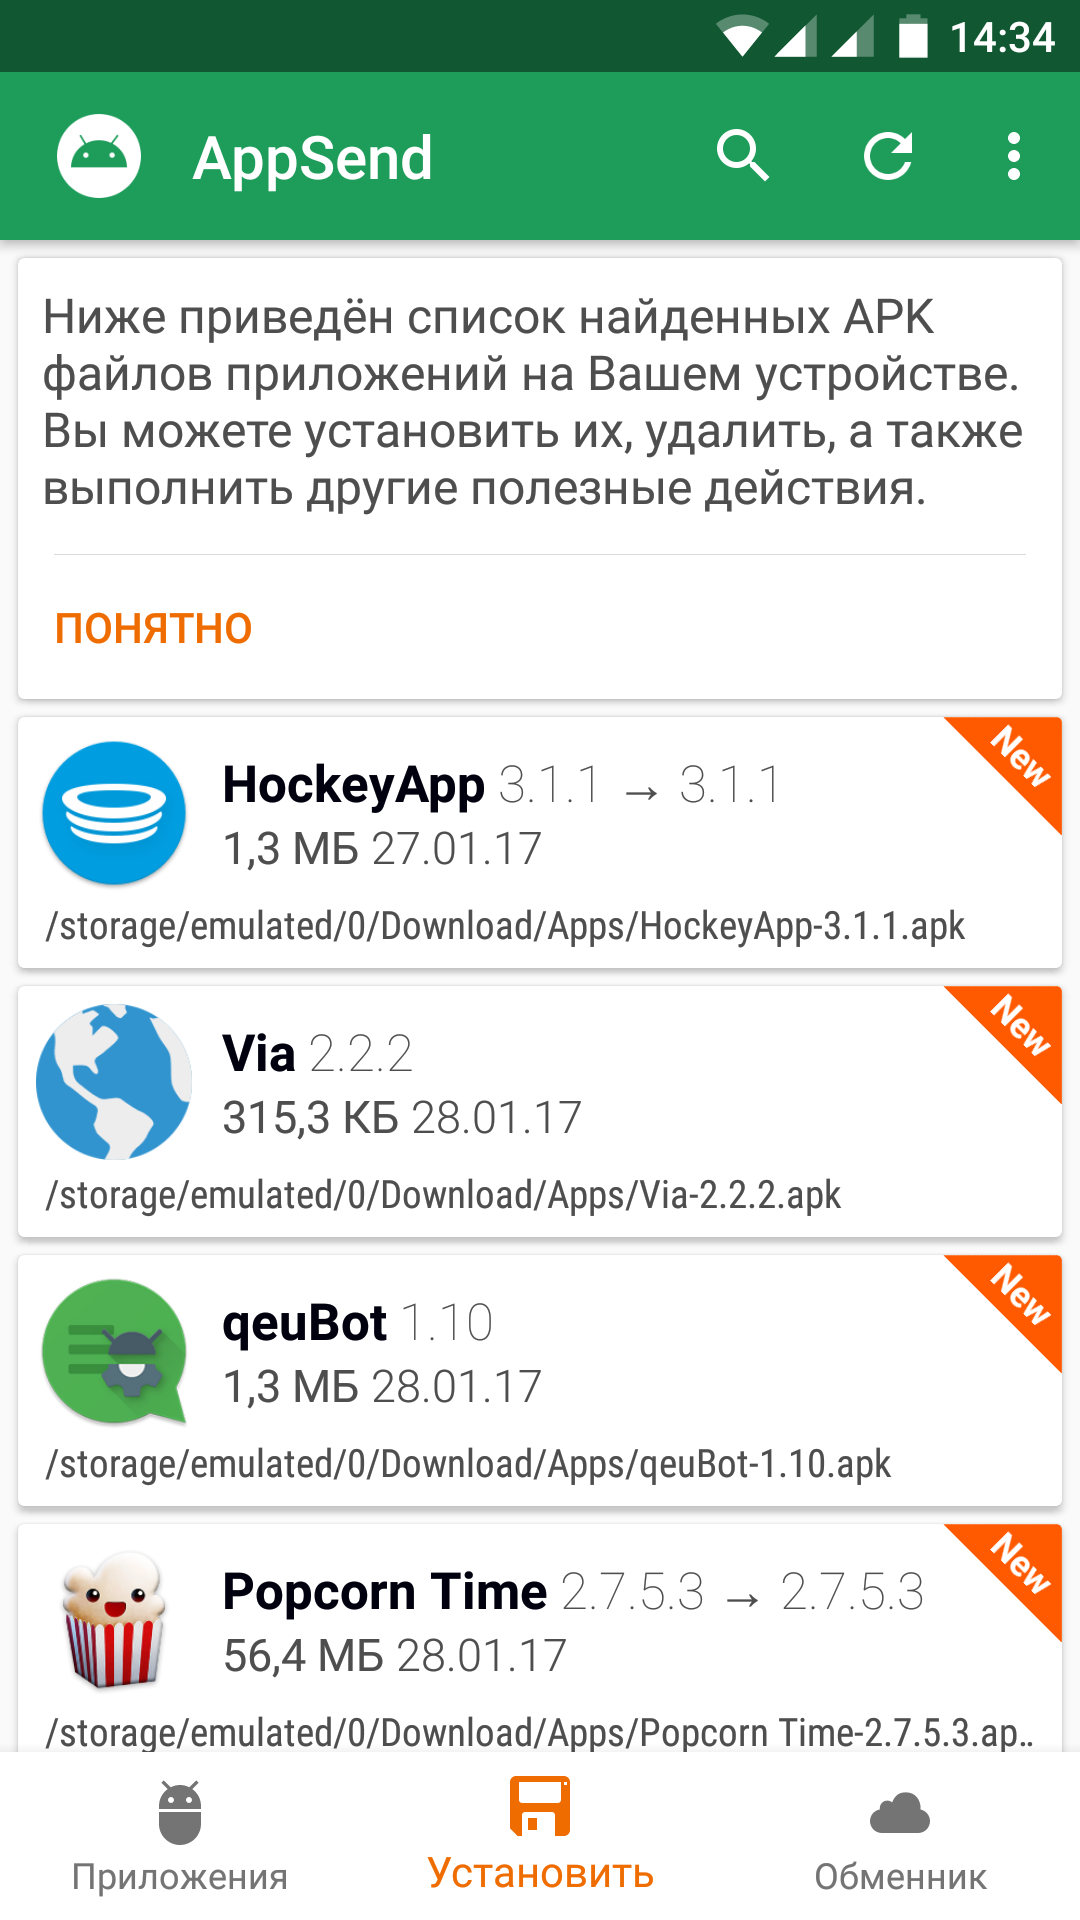 14:34
AppSend
Ниже приведён список найденных APK
файлов приложений на Вашем устройстве.
Вы можете установить их, удалить, а также
выполнить другие полезные действия.
ПОНЯТНО
HockeyApp 3.1.1 → 3.1.1
New
1,3 МБ 27.01.17
/storage/emulated/0/Download/Apps/HockeyApp-3.1.1.apk
Via 2.2.2
New
315,3 КБ 28.01.17
/storage/emulated/0/Download/Apps/Via-2.2.2.apk
qeuBot 1.10
New
1,3 МБ 28.01.17
/storage/emulated/0/Download/Apps/qeuBot-1.10.apk
Popcorn Time 2.7.5.3 → 2.7.5.3
New
56,4 МБ 28.01.17
/storage/emulated/0/Download/Apps/Popcorn Time-2.7.5.3.ap…
Приложения
Установить
Обменник